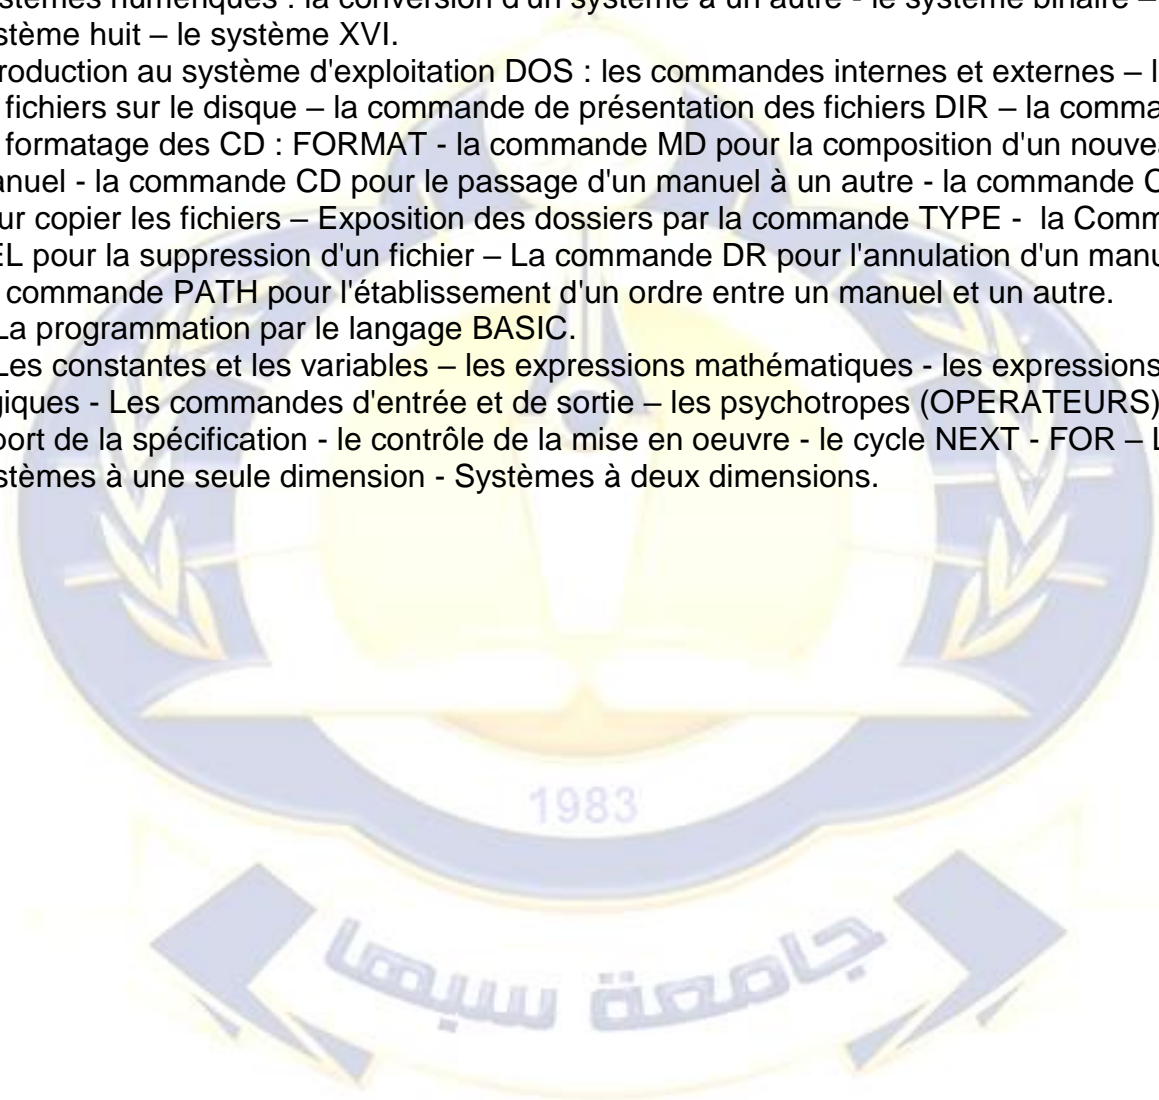 stèmes numériques : la conversion d'un système à un autre - le système binaire –
stème huit – le système XVI.
roduction au système d'exploitation DOS : les commandes internes et externes – l
fichiers sur le disque – la commande de présentation des fichiers DIR – la comma
formatage des CD : FORMAT - la commande MD pour la composition d'un nouvea
anuel - la commande CD pour le passage d'un manuel à un autre - la commande C
ur copier les fichiers – Exposition des dossiers par la commande TYPE - la Comm
EL pour la suppression d'un fichier – La commande DR pour l'annulation d'un manu
commande PATH pour l'établissement d'un ordre entre un manuel et un autre.
La programmation par le langage BASIC.
Les constantes et les variables – les expressions mathématiques - les expressions
giques - Les commandes d'entrée et de sortie – les psychotropes (OPERATEURS)
port de la spécification - le contrôle de la mise en oeuvre - le cycle NEXT - FOR – L
stèmes à une seule dimension - Systèmes à deux dimensions.
1983
جامعة سبها